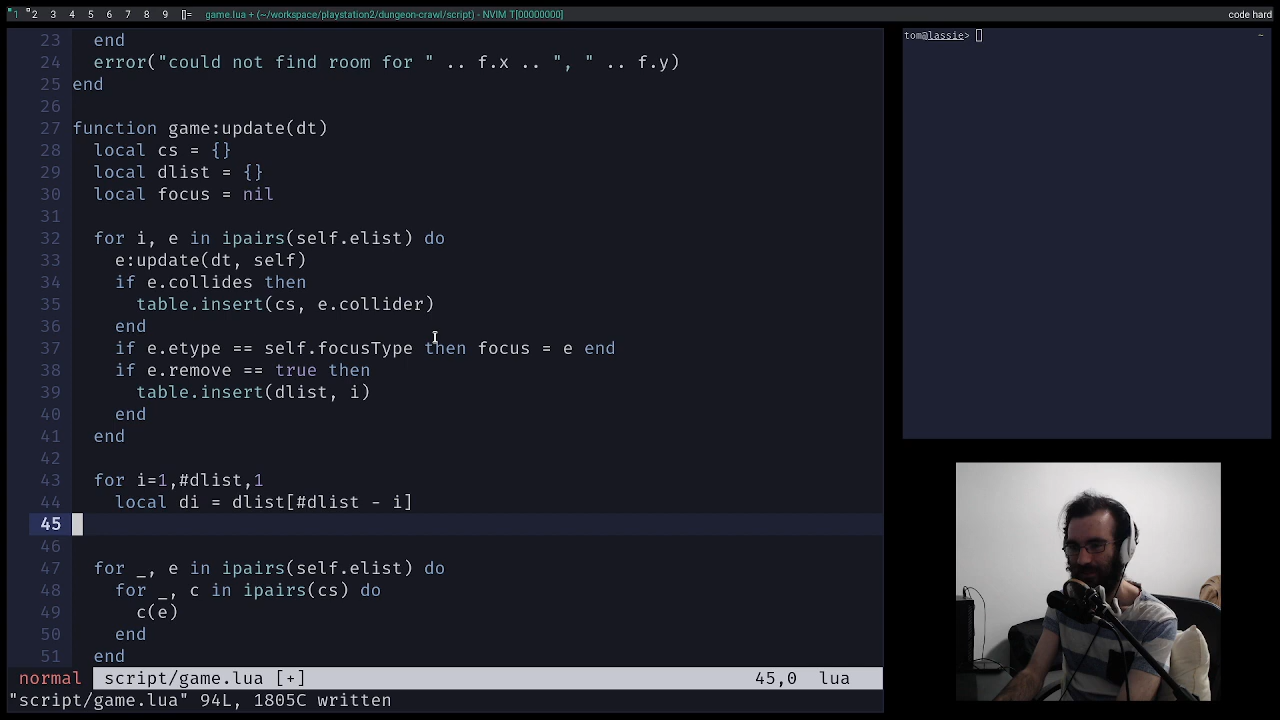 1 2 3 4 5 6 7 8 9 []= game.lua + (~/workspace/playstation2/dungeon-crawl/script) - NVIM T[00000000] code hard
23 end
24 error("could not find room for " .. f.x .. ", " .. f.y)
25 end
26
27 function game:update(dt)
28 local cs = {}
29 local dlist = {}
30 local focus = nil
31
32 for i, e in ipairs(self.elist) do
33 e:update(dt, self)
34 if e.collides then
35 table.insert(cs, e.collider)
36 end
37 if e.etype == self.focusType then focus = e end
38 if e.remove == true then
39 table.insert(dlist, i)
40 end
41 end
42
43 for i=1,#dlist,1
44 local di = dlist[#dlist - i]
45
46
47 for _, e in ipairs(self.elist) do
48 for _, c in ipairs(cs) do
49 c(e)
50 end
51 end
normal script/game.lua [+] 45,0 lua
"script/game.lua" 94L, 1805C written
tom@lassie> ~